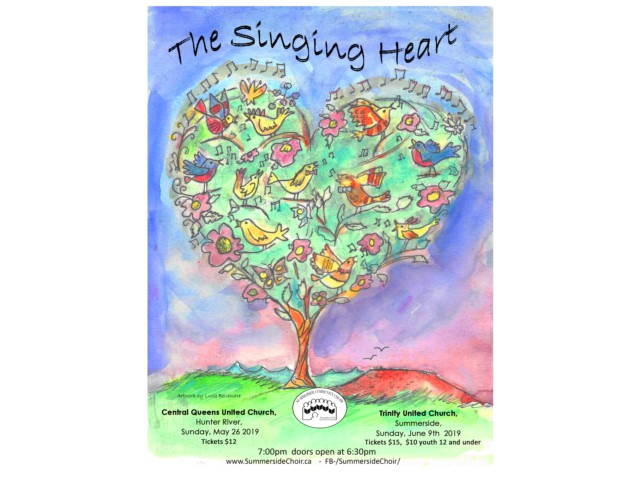 The Singing Heart
Central Queens United Church,
Hunter River,
Sunday, May 26 2019
Tickets $12
Trinity United Church,
Summerside,
Sunday, June 9th 2019
Tickets $15, $10 youth 12 and under
7:00pm doors open at 6:30pm
www.SummersideChoir.ca - FB-/SummersideChoir/